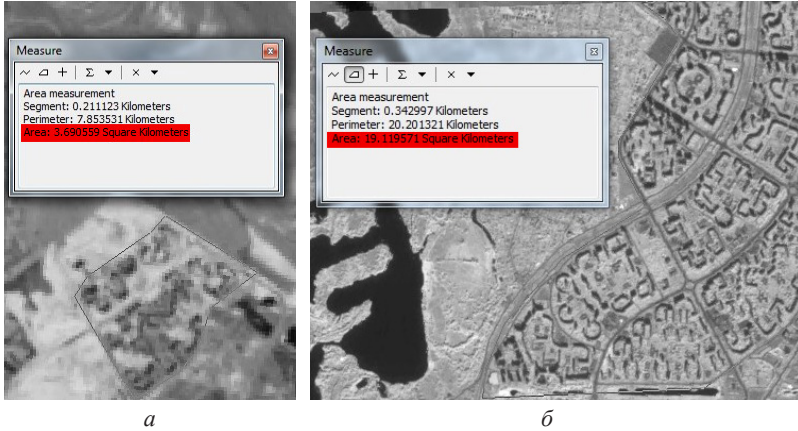 Measure
Area measurement
Segment: 0.211123 Kilometers
Perimeter: 7.853531 Kilometers
Area: 3.690559 Square Kilometers
Measure
Area measurement
Segment: 0.342997 Kilometers
Perimeter: 20.201321 Kilometers
Area: 19.119571 Square Kilometers
а
б